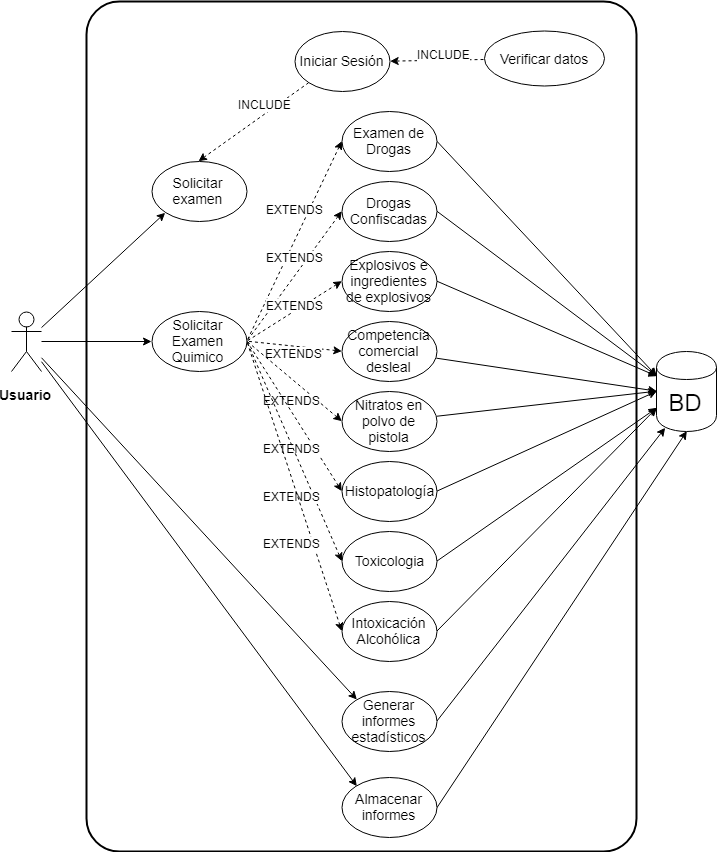 Iniciar Sesión
INCLUDE
Verificar datos
INCLUDE
Solicitar
examen
Examen de
Drogas
EXTENDS
Drogas
Confiscadas
EXTENDS
Explosivos e
ingredientes
de explosivos
EXTENDS
Solicitar
Examen
Quimico
EXTENDS
Competencia
comercial
desleal
Usuario
BD
EXTENDS
Nitratos en
polvo de
pistola
EXTENDS
Histopatología
EXTENDS
EXTENDS
Toxicologia
Intoxicación
Alcohólica
Generar
informes
estadísticos
Almacenar
informes